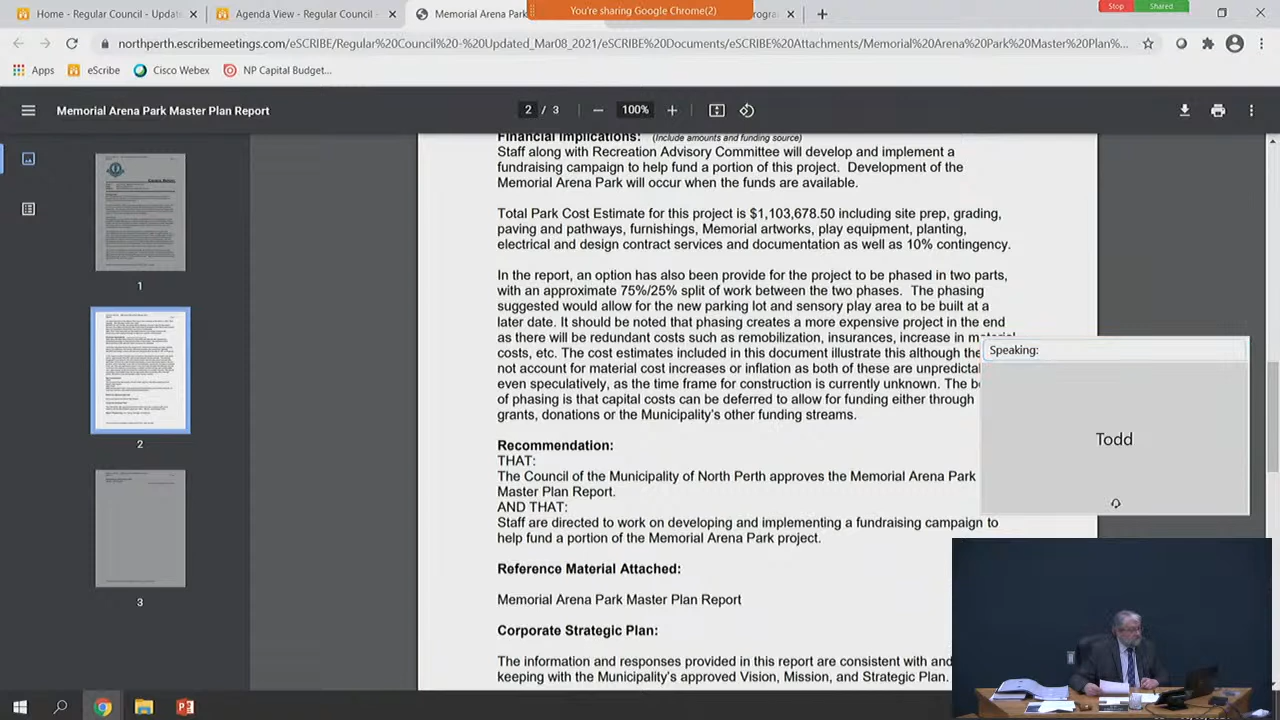 Home - Regular Council - Updat
Agenda View - Regular Council -
Memorial Arena Park
You're sharing Google Chrome(2)
Stop
Shared
northperth.escribemeetings.com/eSCRIBE/Regular%20Council%20-%20Updated_Mar08_2021/eSCRIBE%20Documents/eSCRIBE%20Attachments/Memorial%20Arena%20Park%20Master%20Plan%...
Apps
eScribe
Cisco Webex
NP Capital Budget...
Memorial Arena Park Master Plan Report
2 / 3
100%
1
2
3
Financial Implications: (Include amounts and funding source)
Staff along with Recreation Advisory Committee will develop and implement a
fundraising campaign to help fund a portion of this project. Development of the
Memorial Arena Park will occur when the funds are available.
Total Park Cost Estimate for this project is $1,103,678.50 including site prep, grading,
paving and pathways, furnishings, Memorial artworks, play equipment, planting,
electrical and design contract services and documentation as well as 10% contingency.
In the report, an option has also been provide for the project to be phased in two parts,
with an approximate 75%/25% split of work between the two phases. The phasing
suggested would allow for the new parking lot and sensory play area to be built at a
later date. It should be noted that phasing creates a more expensive project in the end
as there will be redundant costs such as remobilization, insurances, increase in material
costs, etc. The cost estimates included in this document illustrate this although the
not account for material cost increases or inflation as both of these are unpredicta
even speculatively, as the time frame for construction is currently unknown. The b
of phasing is that capital costs can be deferred to allow for funding either through
grants, donations or the Municipality's other funding streams.
Recommendation:
THAT:
The Council of the Municipality of North Perth approves the Memorial Arena Park
Master Plan Report.
AND THAT:
Staff are directed to work on developing and implementing a fundraising campaign to
help fund a portion of the Memorial Arena Park project.
Reference Material Attached:
Memorial Arena Park Master Plan Report
Corporate Strategic Plan:
The information and responses provided in this report are consistent with and
keeping with the Municipality's approved Vision, Mission, and Strategic Plan.
Speaking:
Todd